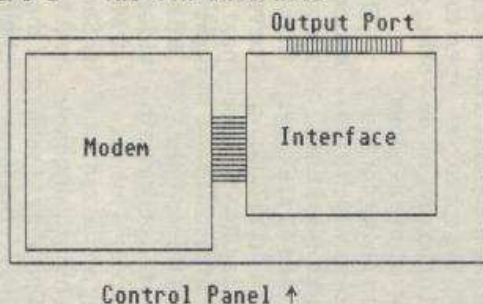 Output Port
Modem
Interface
Control Panel ↑